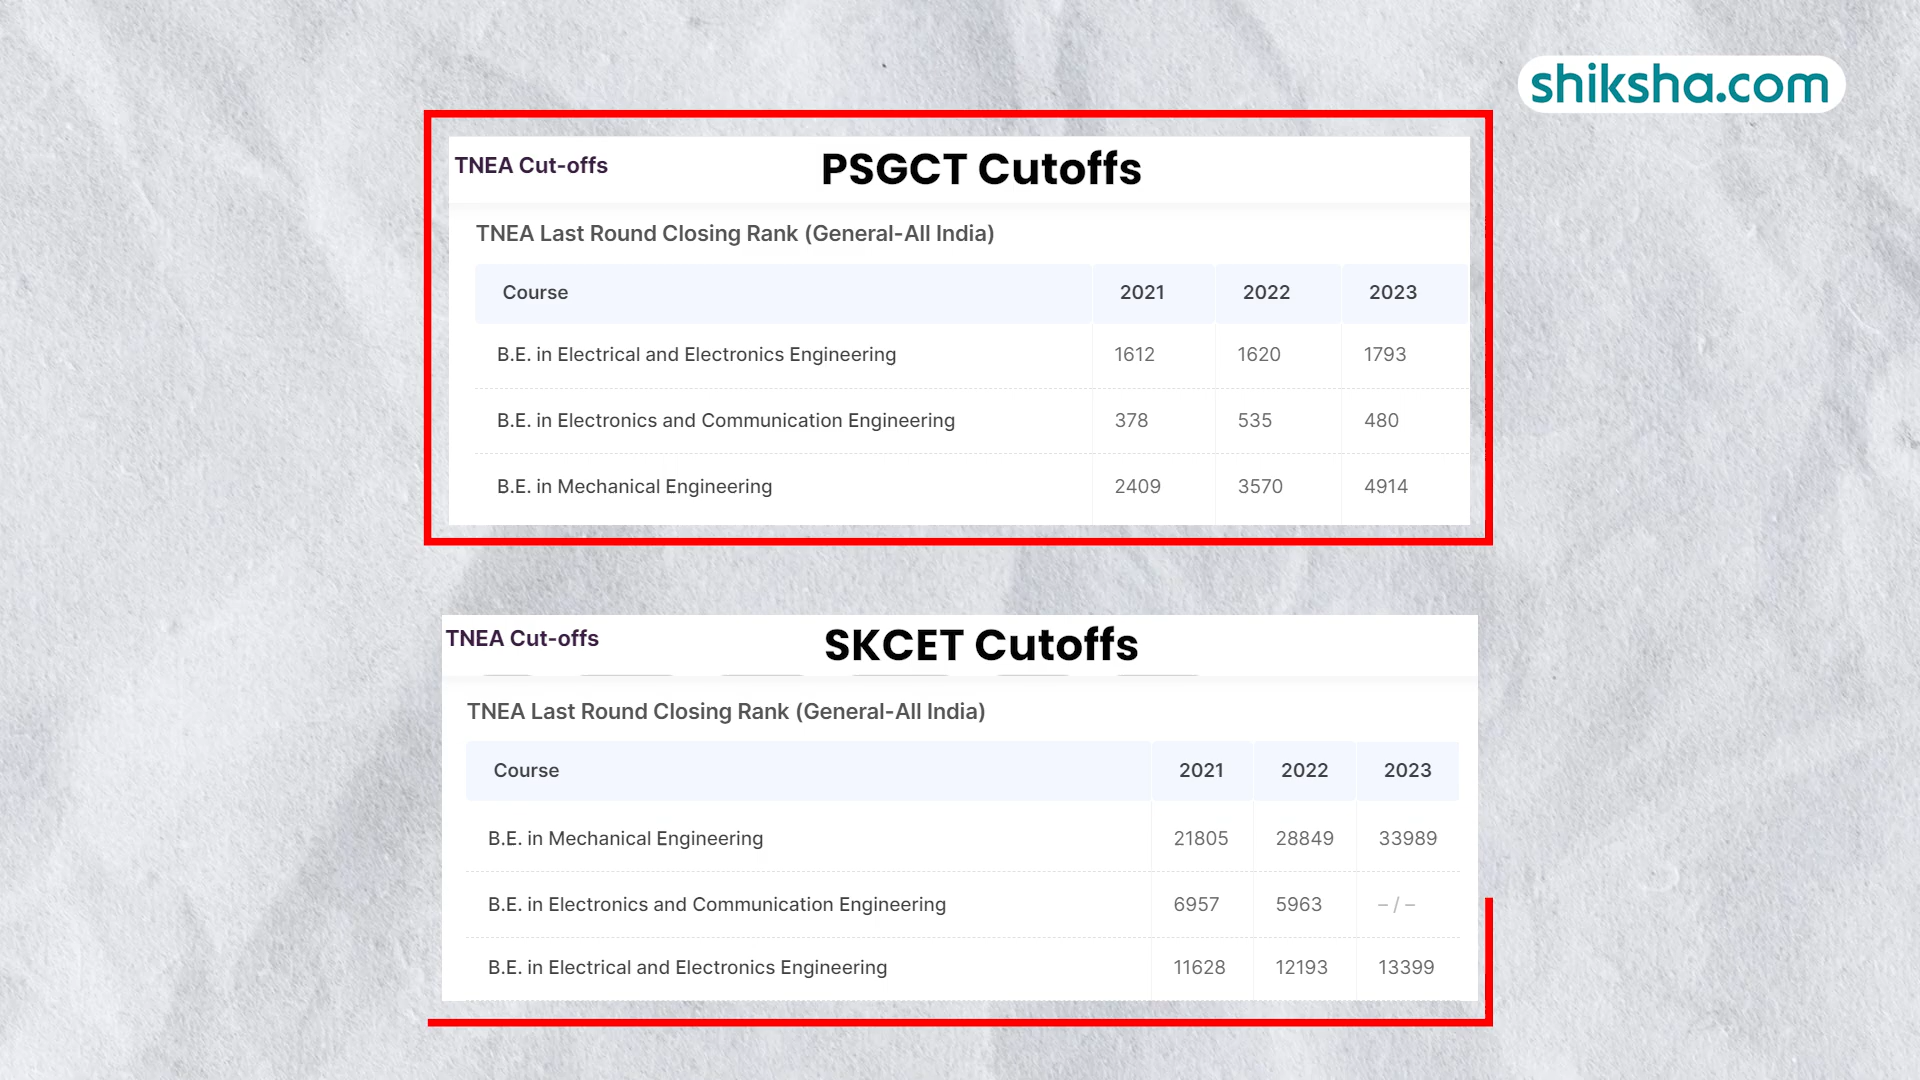 shiksha.com
TNEA Cut-offs
PSGCT Cutoffs
TNEA Last Round Closing Rank (General-All India)
Course 2021 2022 2023
B.E. in Electrical and Electronics Engineering 1612 1620 1793
B.E. in Electronics and Communication Engineering 378 535 480
B.E. in Mechanical Engineering 2409 3570 4914
TNEA Cut-offs
SKCET Cutoffs
TNEA Last Round Closing Rank (General-All India)
Course 2021 2022 2023
B.E. in Mechanical Engineering 21805 28849 33989
B.E. in Electronics and Communication Engineering 6957 5963 – / –
B.E. in Electrical and Electronics Engineering 11628 12193 13399